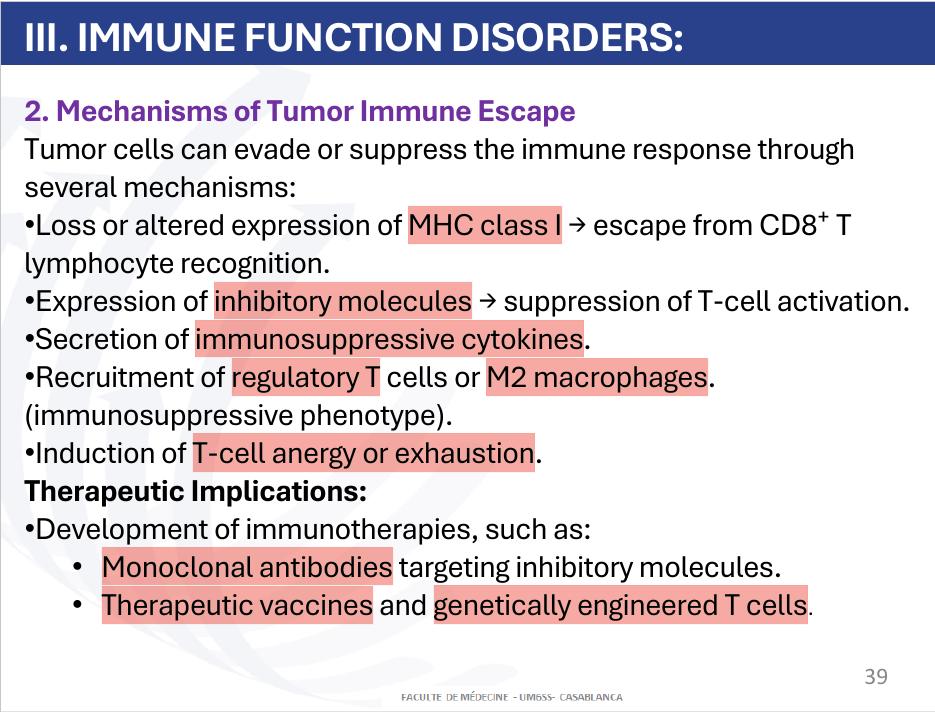 III. IMMUNE FUNCTION DISORDERS:
2. Mechanisms of Tumor Immune Escape
Tumor cells can evade or suppress the immune response through
several mechanisms:
•Loss or altered expression of MHC class I → escape from CD8⁺ T
lymphocyte recognition.
•Expression of inhibitory molecules → suppression of T-cell activation.
•Secretion of immunosuppressive cytokines.
•Recruitment of regulatory T cells or M2 macrophages.
(immunosuppressive phenotype).
•Induction of T-cell anergy or exhaustion.
Therapeutic Implications:
•Development of immunotherapies, such as:
• Monoclonal antibodies targeting inhibitory molecules.
• Therapeutic vaccines and genetically engineered T cells.
39
FACULTE DE MÉDECINE - UM6SS- CASABLANCA